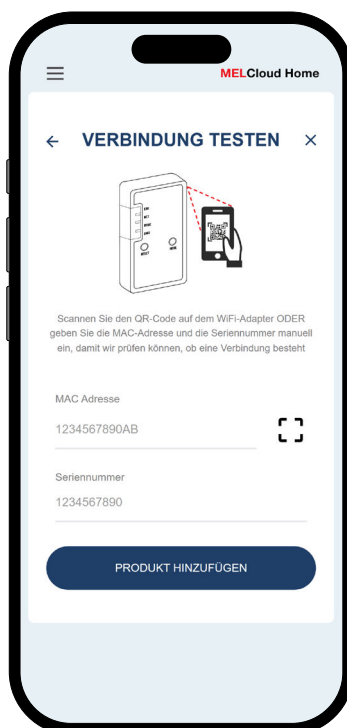 MELCloud Home
VERBINDUNG TESTEN
Scannen Sie den QR-Code auf dem WiFi-Adapter ODER
geben Sie die MAC-Adresse und die Seriennummer manuell
ein, damit wir prüfen können, ob eine Verbindung besteht
MAC Adresse
1234567890AB
Seriennummer
1234567890
PRODUKT HINZUFÜGEN